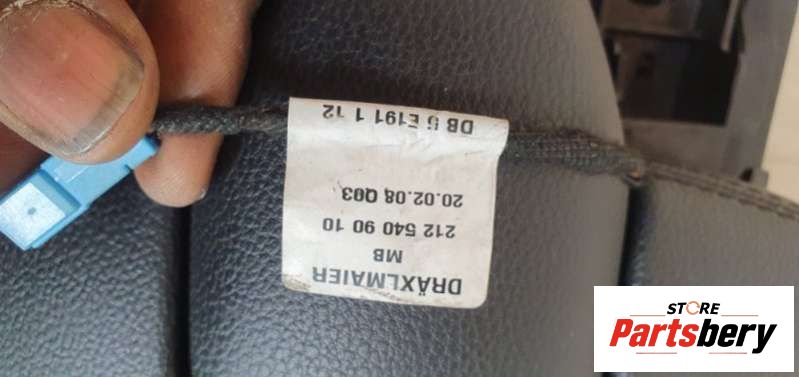 DRÄXLMAIER
MB
212 540 90 10
20.02.08 Q03
DB 5 E191 1 12
STORE
Partsbery